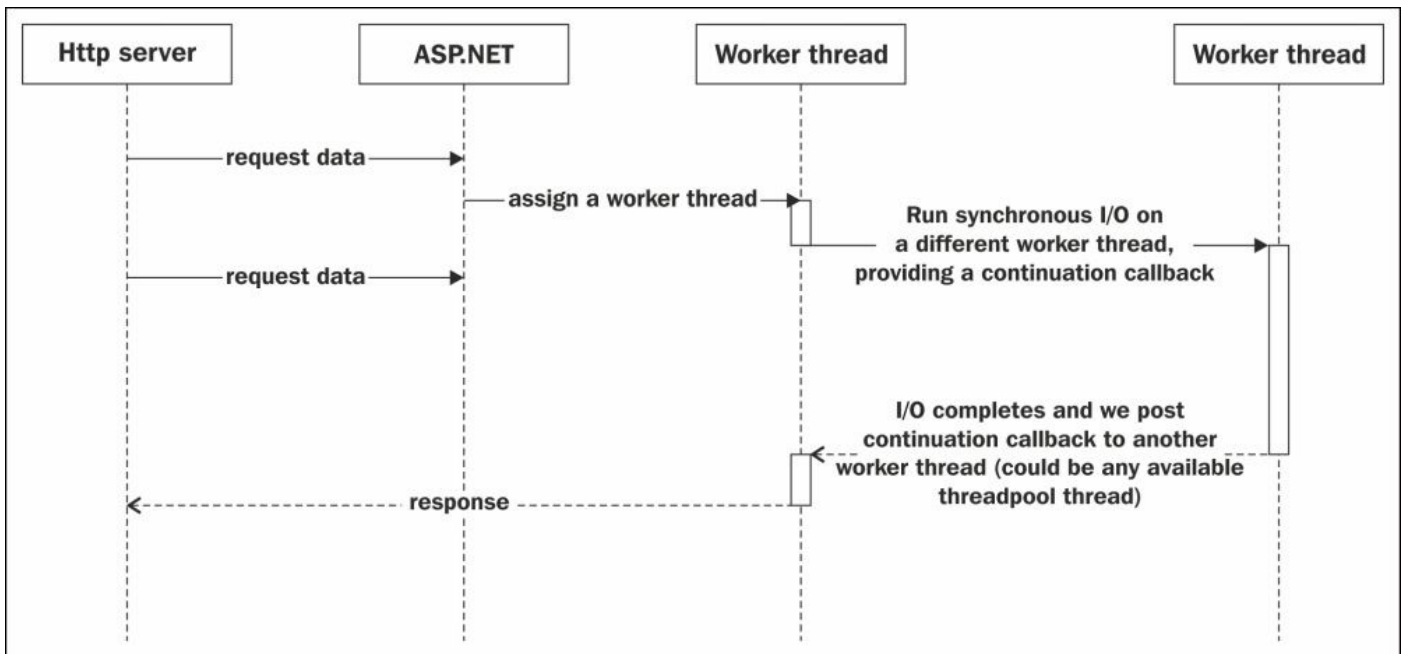 Http server
ASP.NET
Worker thread
Worker thread
request data
assign a worker thread
Run synchronous I/O on
a different worker thread,
providing a continuation callback
request data
I/O completes and we post
continuation callback to another
worker thread (could be any available
threadpool thread)
response